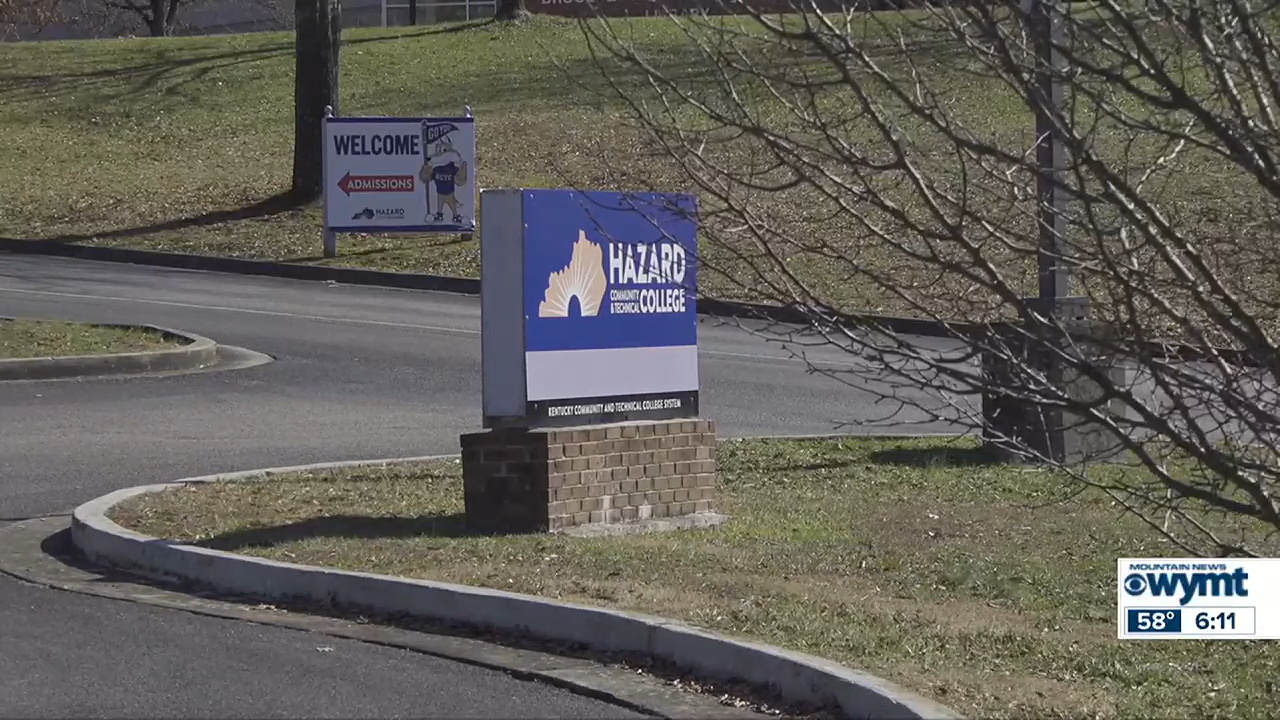 WELCOME
GO
ADMISSIONS
HCTC
HAZARD
HAZARD
COMMUNITY
& TECHNICAL
COLLEGE
KENTUCKY COMMUNITY AND TECHNICAL COLLEGE SYSTEM
MOUNTAIN NEWS
wymt
58° 6:11